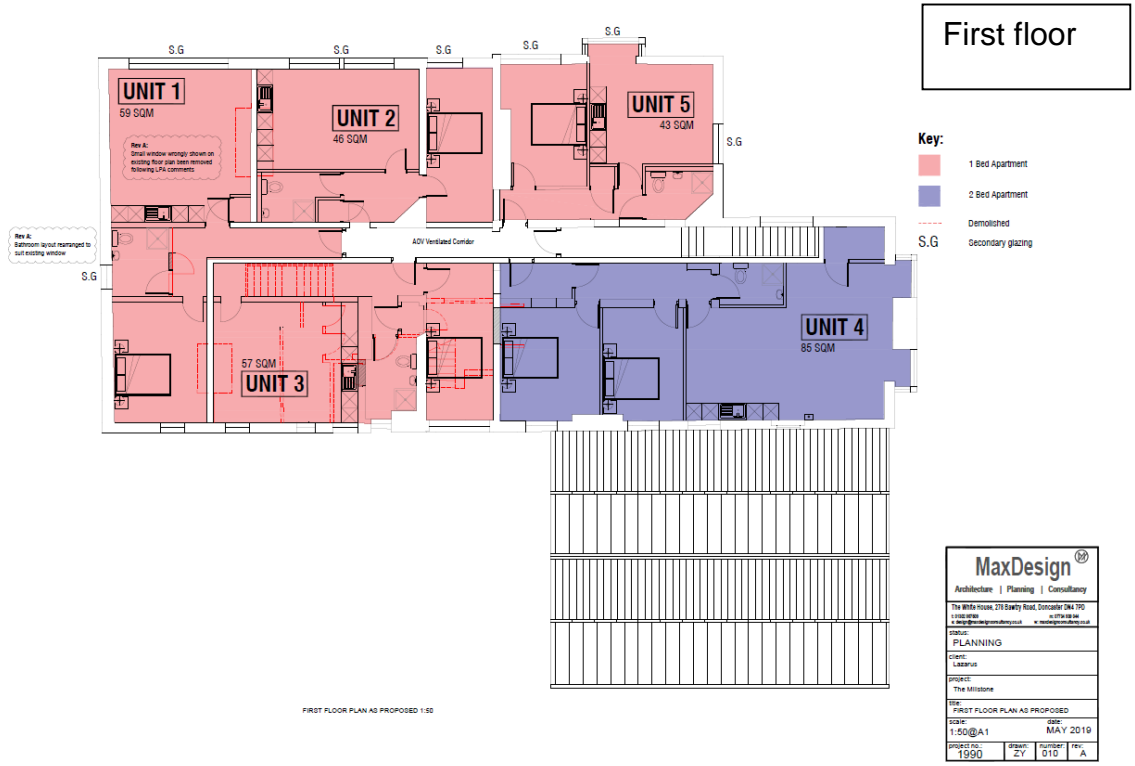 First floor
S.G
S.G
S.G
S.G
S.G
UNIT 1
59 SQM
UNIT 2
46 SQM
UNIT 5
43 SQM
S.G
Rev A:
Small window wrongly shown on
existing floor plan been removed
following LPA comments
Key:
1 Bed Apartment
2 Bed Apartment
Demolished
S.G
Secondary glazing
Rev A:
Bathroom layout rearranged to
suit existing window
AOV Ventilated Corridor
S.G
UNIT 4
85 SQM
57 SQM
UNIT 3
MaxDesign
Architecture | Planning | Consultancy
The White House, 278 Bawtry Road, Doncaster DN4 7PD
status:
PLANNING
client:
Lazarus
project:
The Millstone
title:
FIRST FLOOR PLAN AS PROPOSED
scale:
1:50@A1
date:
MAY 2019
project no.:
1990
drawn:
ZY
number:
010
rev:
A
FIRST FLOOR PLAN AS PROPOSED 1:50